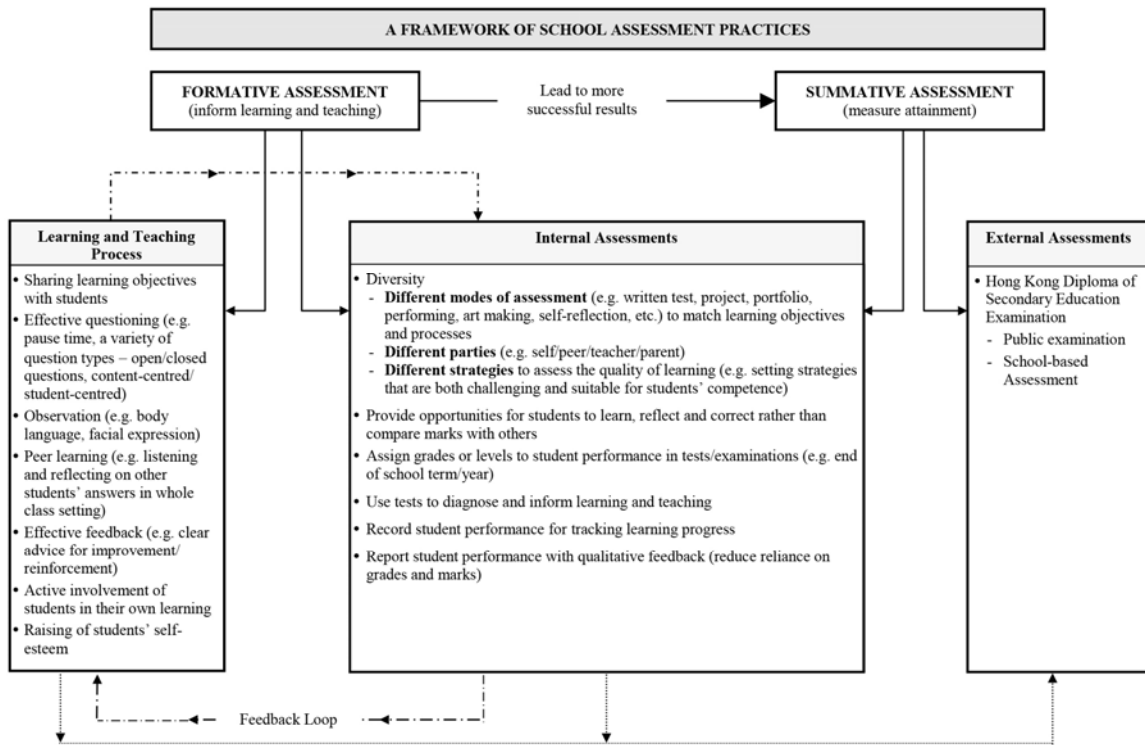 A FRAMEWORK OF SCHOOL ASSESSMENT PRACTICES
FORMATIVE ASSESSMENT
(inform learning and teaching)
Lead to more
successful results
SUMMATIVE ASSESSMENT
(measure attainment)
Learning and Teaching
Process
• Sharing learning objectives
with students
• Effective questioning (e.g.
pause time, a variety of
question types – open/closed
questions, content-centred/
student-centred)
• Observation (e.g. body
language, facial expression)
• Peer learning (e.g. listening
and reflecting on other
students' answers in whole
class setting)
• Effective feedback (e.g. clear
advice for improvement/
reinforcement)
• Active involvement of
students in their own learning
• Raising of students' self-
esteem
Internal Assessments
• Diversity
- Different modes of assessment (e.g. written test, project, portfolio,
performing, art making, self-reflection, etc.) to match learning objectives
and processes
- Different parties (e.g. self/peer/teacher/parent)
- Different strategies to assess the quality of learning (e.g. setting strategies
that are both challenging and suitable for students' competence)
• Provide opportunities for students to learn, reflect and correct rather than
compare marks with others
• Assign grades or levels to student performance in tests/examinations (e.g. end
of school term/year)
• Use tests to diagnose and inform learning and teaching
• Record student performance for tracking learning progress
• Report student performance with qualitative feedback (reduce reliance on
grades and marks)
External Assessments
• Hong Kong Diploma of
Secondary Education
Examination
- Public examination
- School-based
Assessment
Feedback Loop